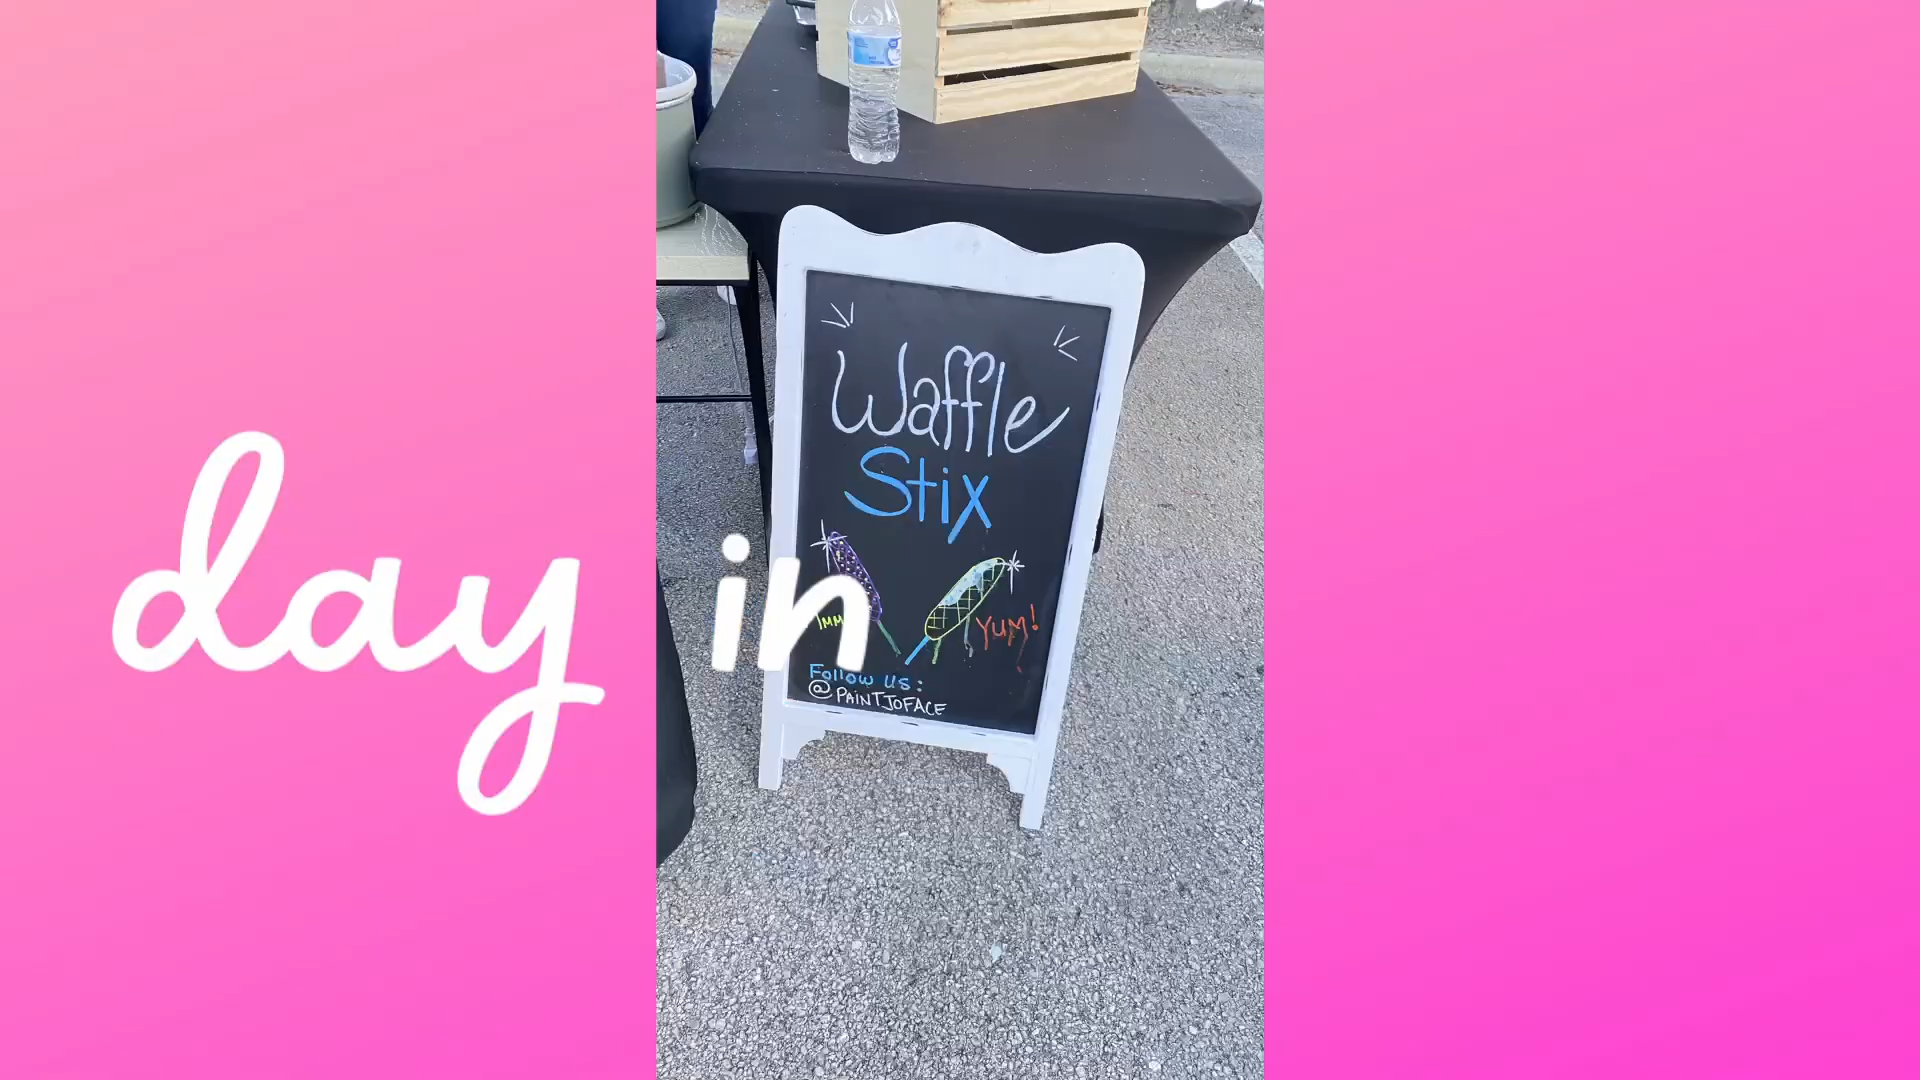 Waffle
Stix
day in
YUM!
Follow us:
@PAINTJOFACE